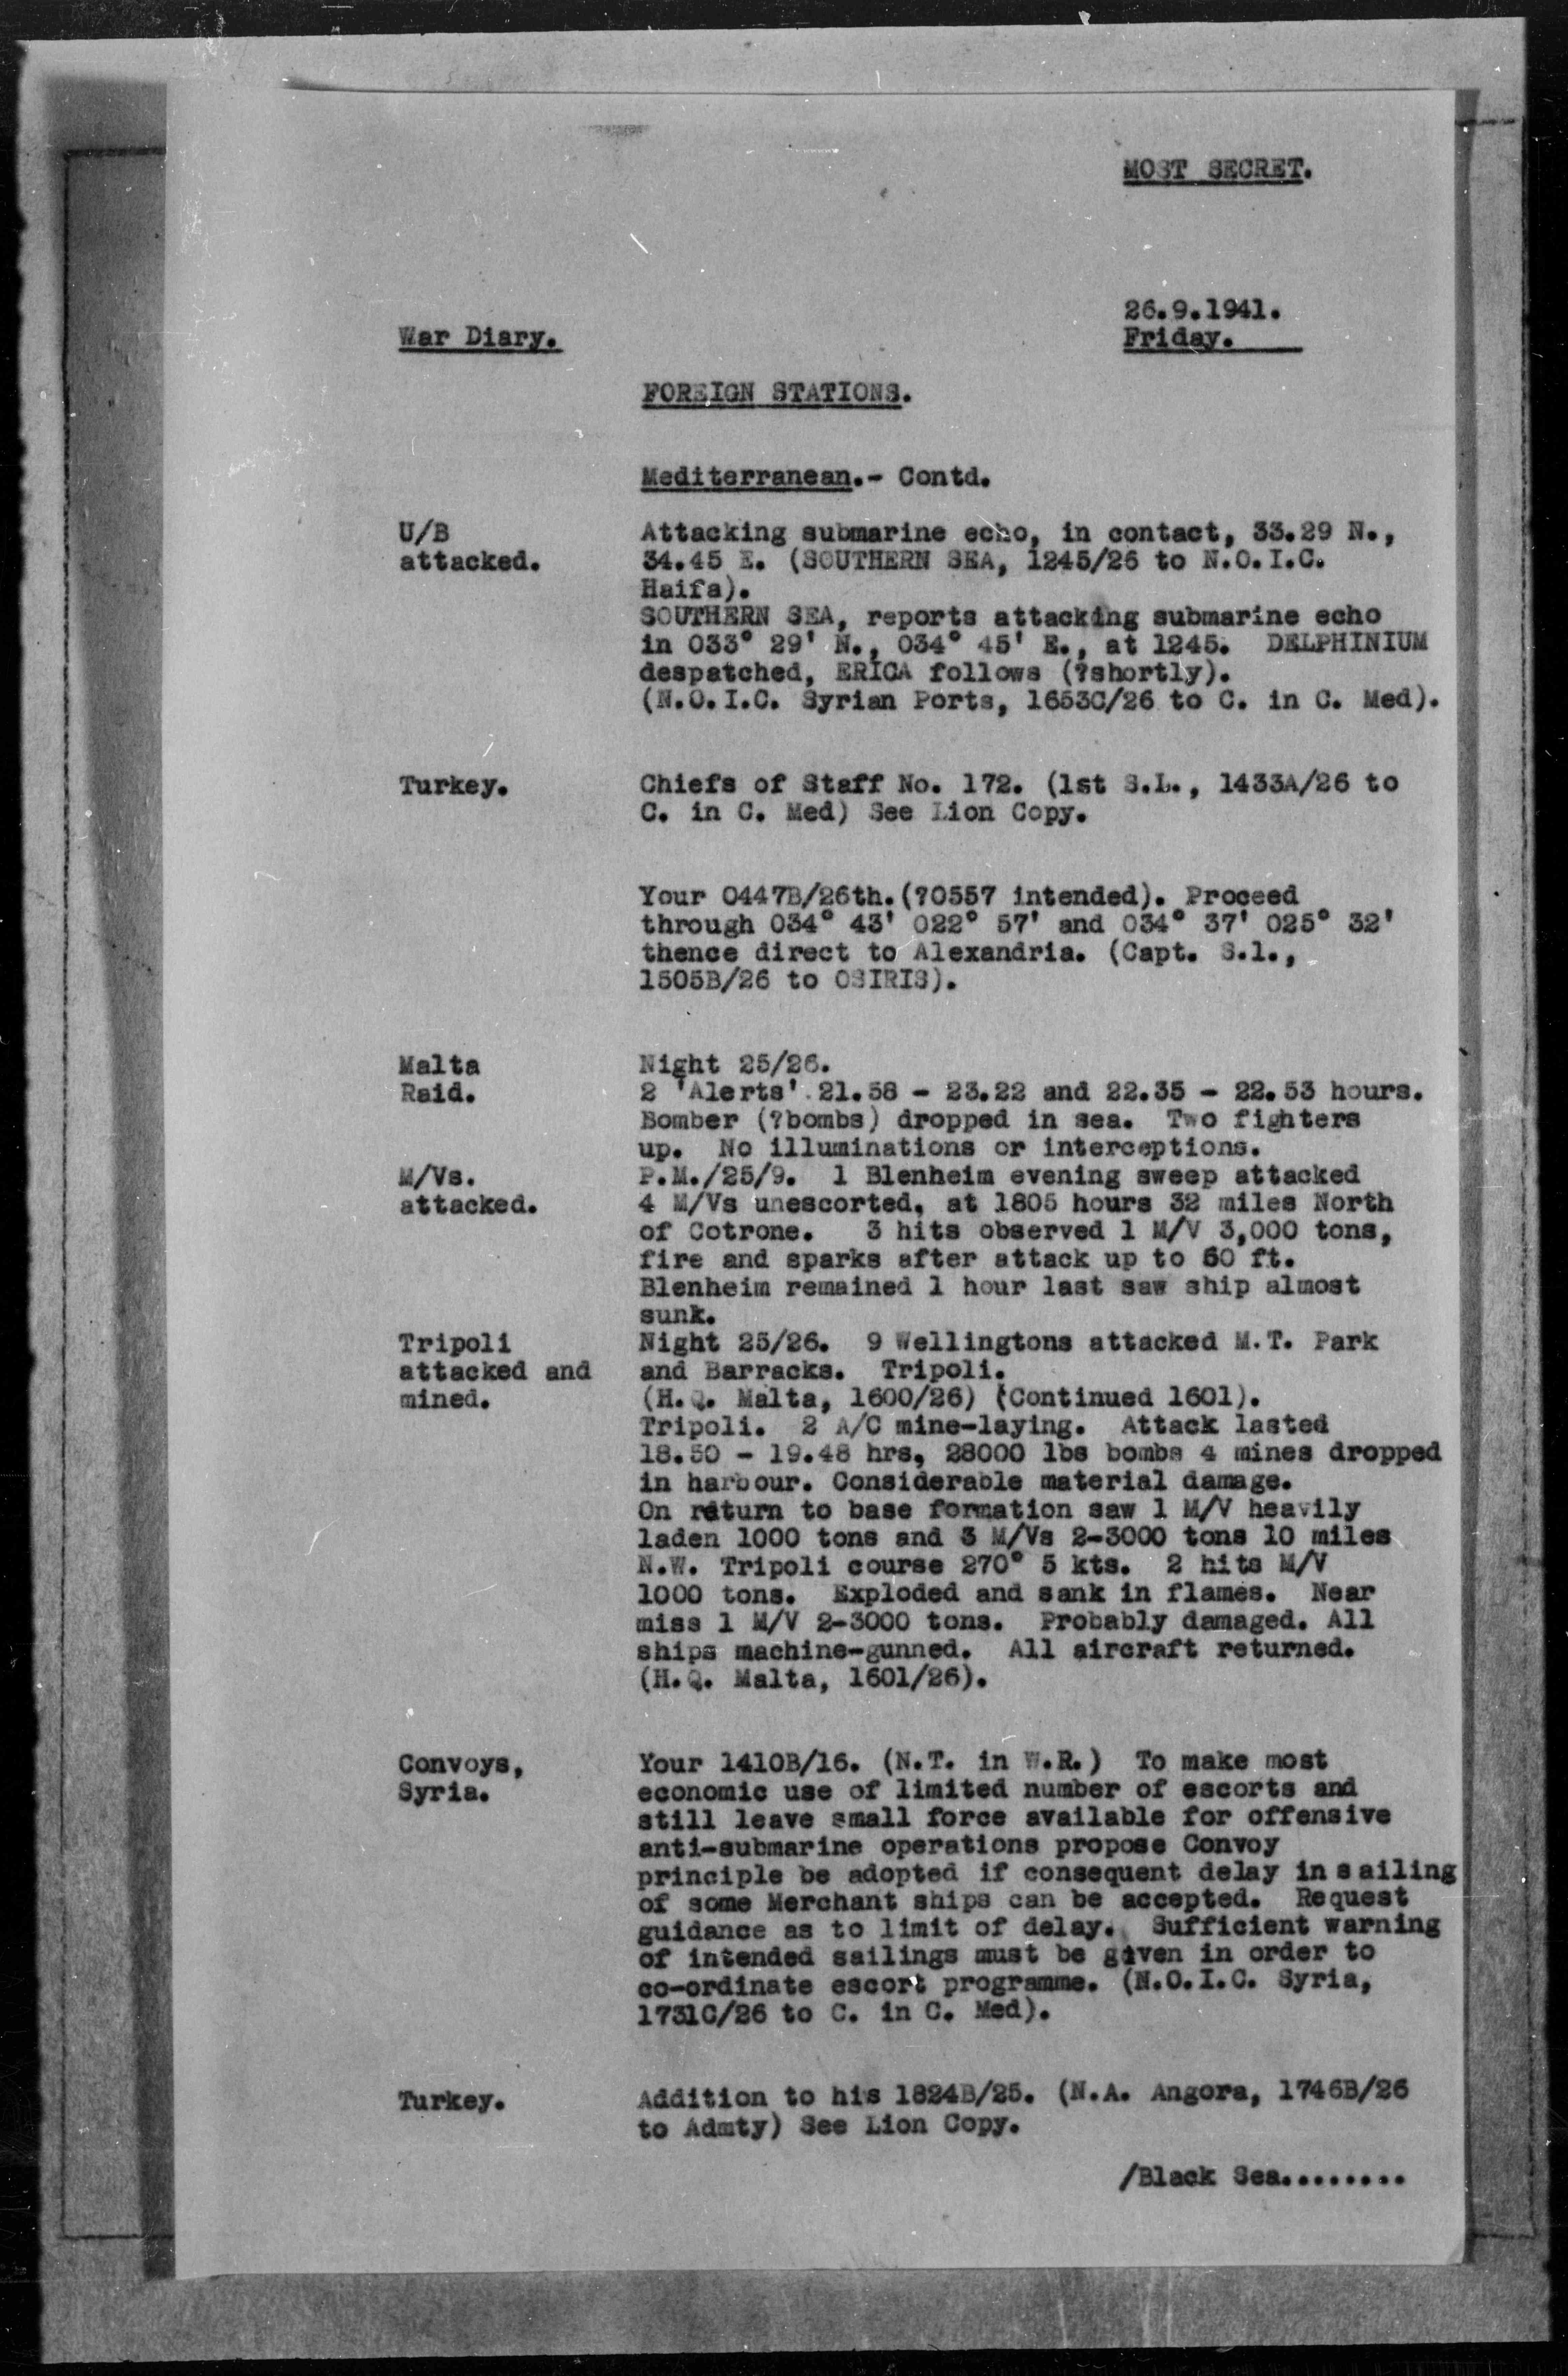 MOST SECRET.
26.9.1941.
War Diary.
Friday.
FOREIGN STATIONS.
Mediterranean.- Contd.
U/B
attacked.
Attacking submarine echo, in contact, 33.29 N.,
34.45 E. (SOUTHERN SEA, 1245/26 to N.O.I.C.
Haifa).
SOUTHERN SEA, reports attacking submarine echo
in 033° 29' N., 034° 45' E., at 1245. DELPHINIUM
despatched, ERICA follows (?shortly).
(N.O.I.C. Syrian Ports, 1653C/26 to C. in C. Med).
Turkey.
Chiefs of Staff No. 172. (1st S.L., 1433A/26 to
C. in C. Med) See Lion Copy.
Your 0447B/26th.(?0557 intended). Proceed
through 034° 43' 022° 57' and 034° 37' 025° 32'
thence direct to Alexandria. (Capt. S.1.,
1505B/26 to OSIRIS).
Malta
Raid.
Night 25/26.
2 'Alerts' 21.58 - 23.22 and 22.35 - 22.53 hours.
Bomber (?bombs) dropped in sea. Two fighters
up. No illuminations or interceptions.
M/Vs.
attacked.
P.M./25/9. 1 Blenheim evening sweep attacked
4 M/Vs unescorted, at 1805 hours 32 miles North
of Cotrone. 3 hits observed 1 M/V 3,000 tons,
fire and sparks after attack up to 60 ft.
Blenheim remained 1 hour last saw ship almost
sunk.
Tripoli
attacked and
mined.
Night 25/26. 9 Wellingtons attacked M.T. Park
and Barracks. Tripoli.
(H.Q. Malta, 1600/26) (Continued 1601).
Tripoli. 2 A/C mine-laying. Attack lasted
18.50 - 19.48 hrs, 28000 lbs bombs 4 mines dropped
in harbour. Considerable material damage.
On return to base formation saw 1 M/V heavily
laden 1000 tons and 3 M/Vs 2-3000 tons 10 miles
N.W. Tripoli course 270° 5 kts. 2 hits M/V
1000 tons. Exploded and sank in flames. Near
miss 1 M/V 2-3000 tons. Probably damaged. All
ships machine-gunned. All aircraft returned.
(H.Q. Malta, 1601/26).
Convoys,
Syria.
Your 1410B/16. (N.T. in W.R.) To make most
economic use of limited number of escorts and
still leave small force available for offensive
anti-submarine operations propose Convoy
principle be adopted if consequent delay in sailing
of some Merchant ships can be accepted. Request
guidance as to limit of delay. Sufficient warning
of intended sailings must be given in order to
co-ordinate escort programme. (N.O.I.C. Syria,
1731C/26 to C. in C. Med).
Turkey.
Addition to his 1824B/25. (N.A. Angora, 1746B/26
to Admty) See Lion Copy.
/Black Sea........